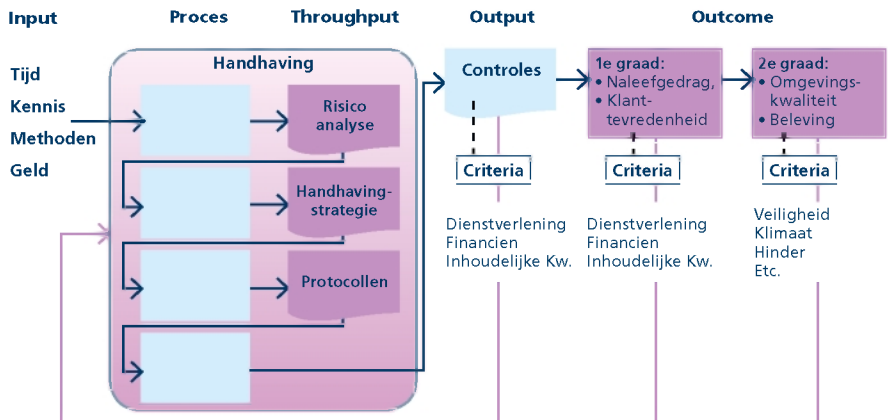 Input
Proces
Throughput
Output
Outcome
Tijd
Kennis
Methoden
Geld
Handhaving
Risico
analyse
Handhaving-
strategie
Protocollen
Controles
1e graad:
• Naleefgedrag,
• Klant-
tevredenheid
2e graad:
• Omgevings-
kwaliteit
• Beleving
Criteria
Criteria
Criteria
Dienstverlening
Financien
Inhoudelijke Kw.
Dienstverlening
Financien
Inhoudelijke Kw.
Veiligheid
Klimaat
Hinder
Etc.